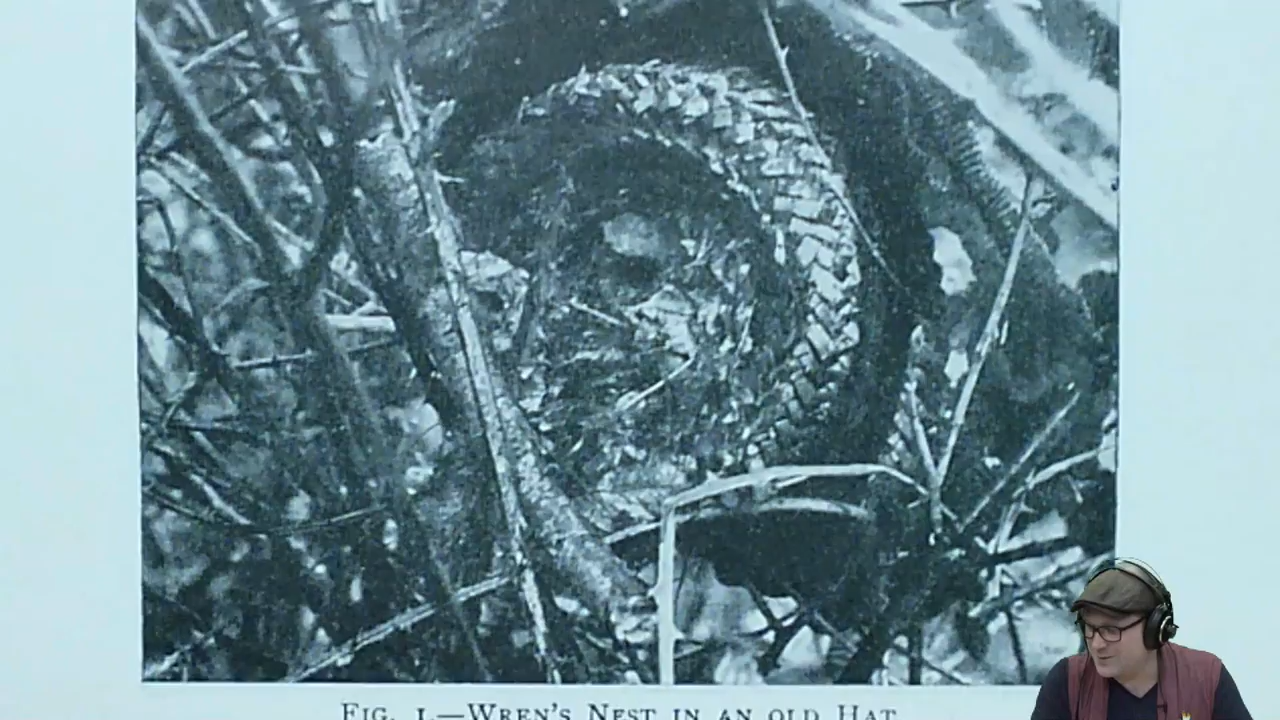 Fig. 1.—Wren's Nest in an old Hat